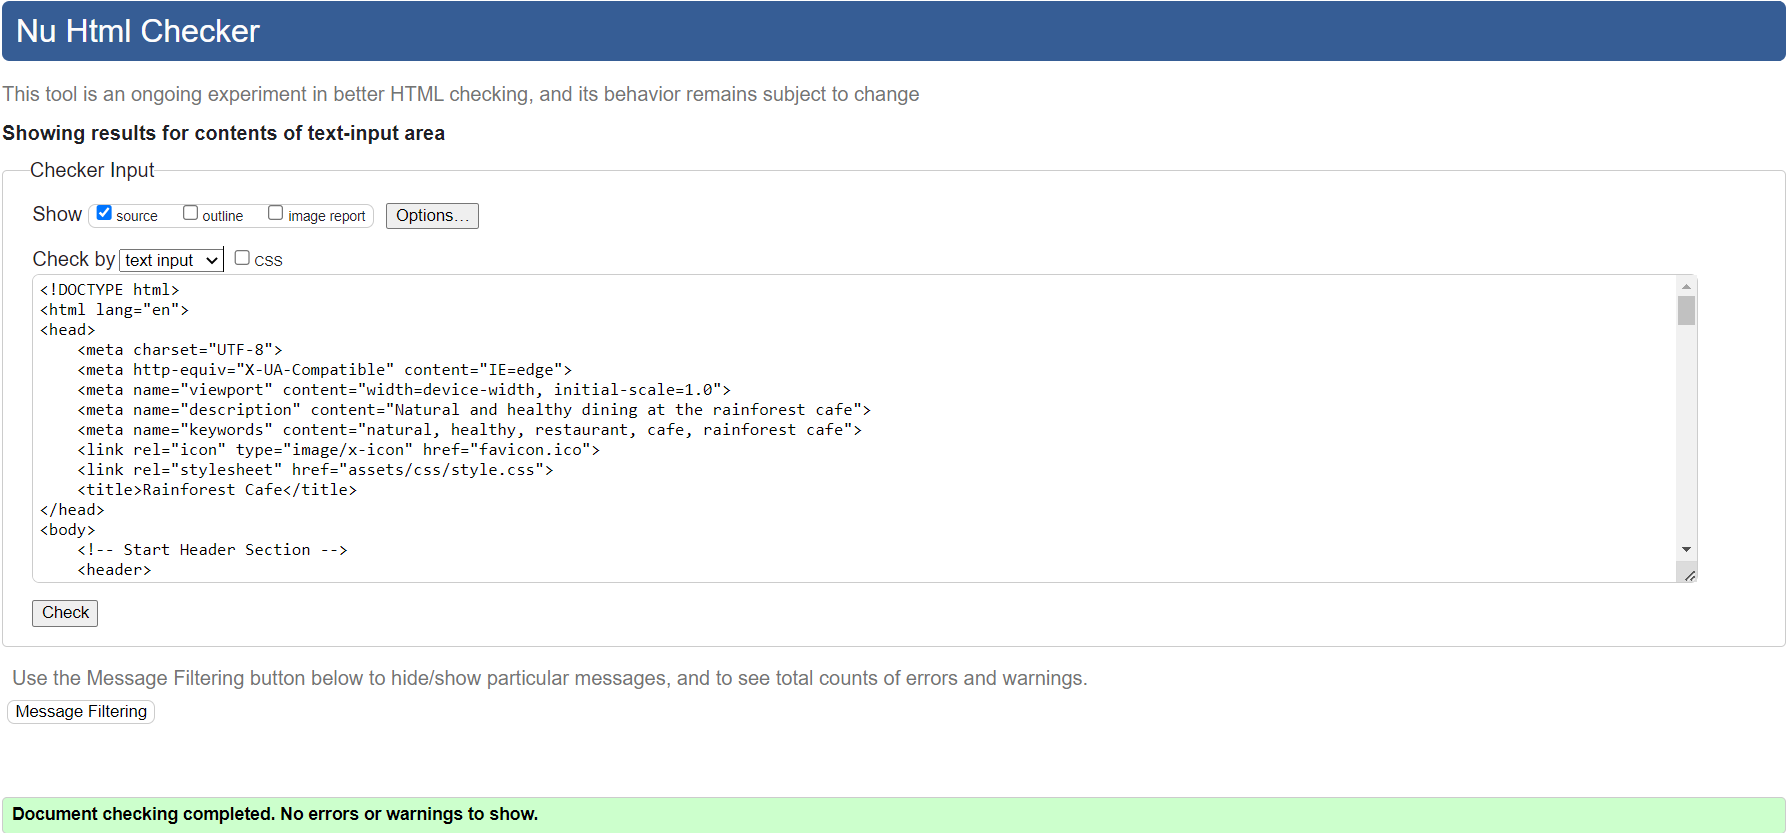 Nu Html Checker
This tool is an ongoing experiment in better HTML checking, and its behavior remains subject to change
Showing results for contents of text-input area
Checker Input
Show source outline image report Options...
Check by text input CSS
<!DOCTYPE html>
<html lang="en">
<head>
    <meta charset="UTF-8">
    <meta http-equiv="X-UA-Compatible" content="IE=edge">
    <meta name="viewport" content="width=device-width, initial-scale=1.0">
    <meta name="description" content="Natural and healthy dining at the rainforest cafe">
    <meta name="keywords" content="natural, healthy, restaurant, cafe, rainforest cafe">
    <link rel="icon" type="image/x-icon" href="favicon.ico">
    <link rel="stylesheet" href="assets/css/style.css">
    <title>Rainforest Cafe</title>
</head>
<body>
    <!-- Start Header Section -->
    <header>
Check
Use the Message Filtering button below to hide/show particular messages, and to see total counts of errors and warnings.
Message Filtering
Document checking completed. No errors or warnings to show.